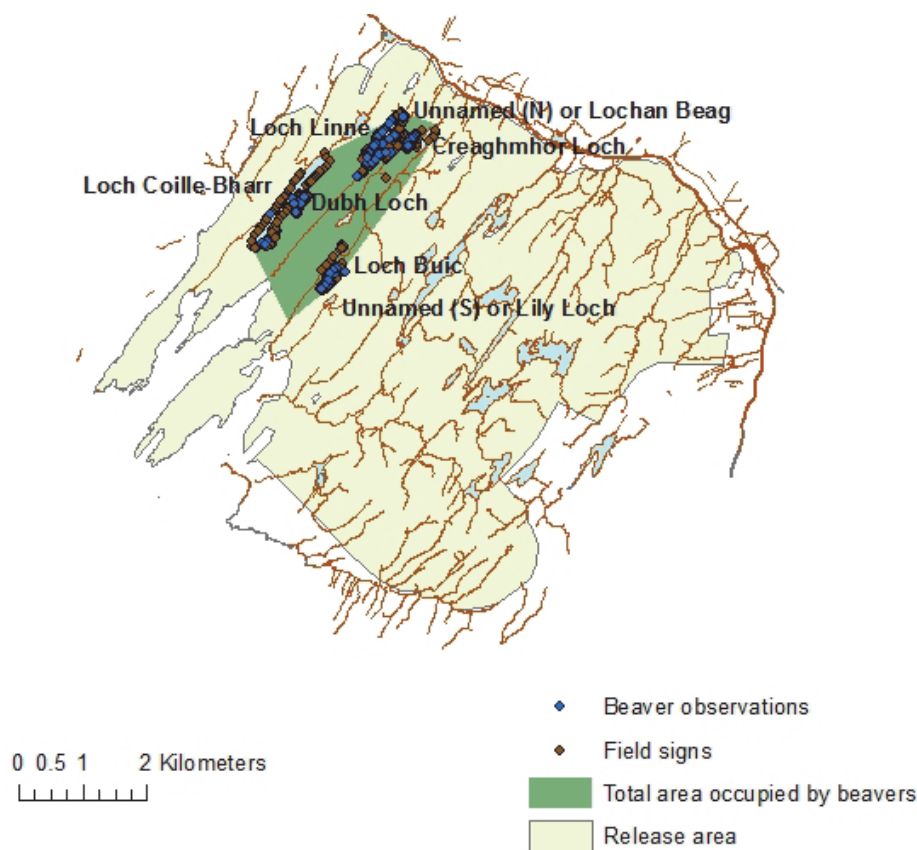 Unnamed (N) or Lochan Beag
Loch Linne
Creaghmhor Loch
Loch Coille-Bharr
Dubh Loch
Loch Buic
Unnamed (S) or Lily Loch
Beaver observations
Field signs
0 0.5 1 2 Kilometers
Total area occupied by beavers
Release area